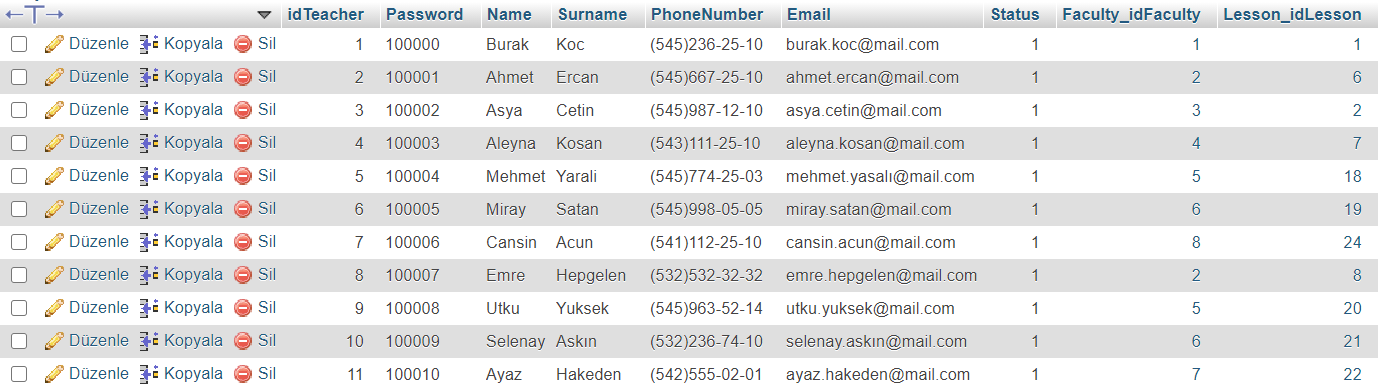 idTeacher Password Name Surname PhoneNumber Email Status Faculty_idFaculty Lesson_idLesson
Düzenle Kopyala Sil 1 100000 Burak Koc (545)236-25-10 burak.koc@mail.com 1 1 1
Düzenle Kopyala Sil 2 100001 Ahmet Ercan (545)667-25-10 ahmet.ercan@mail.com 1 2 6
Düzenle Kopyala Sil 3 100002 Asya Cetin (545)987-12-10 asya.cetin@mail.com 1 3 2
Düzenle Kopyala Sil 4 100003 Aleyna Kosan (543)111-25-10 aleyna.kosan@mail.com 1 4 7
Düzenle Kopyala Sil 5 100004 Mehmet Yarali (545)774-25-03 mehmet.yasalı@mail.com 1 5 18
Düzenle Kopyala Sil 6 100005 Miray Satan (545)998-05-05 miray.satan@mail.com 1 6 19
Düzenle Kopyala Sil 7 100006 Cansin Acun (541)112-25-10 cansin.acun@mail.com 1 8 24
Düzenle Kopyala Sil 8 100007 Emre Hepgelen (532)532-32-32 emre.hepgelen@mail.com 1 2 8
Düzenle Kopyala Sil 9 100008 Utku Yuksek (545)963-52-14 utku.yuksek@mail.com 1 5 20
Düzenle Kopyala Sil 10 100009 Selenay Askın (532)236-74-10 selenay.askın@mail.com 1 6 21
Düzenle Kopyala Sil 11 100010 Ayaz Hakeden (542)555-02-01 ayaz.hakeden@mail.com 1 7 22